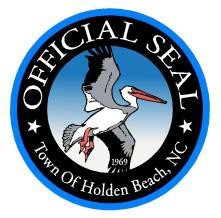 OFFICIAL SEAL
1969
Town Of Holden Beach, NC